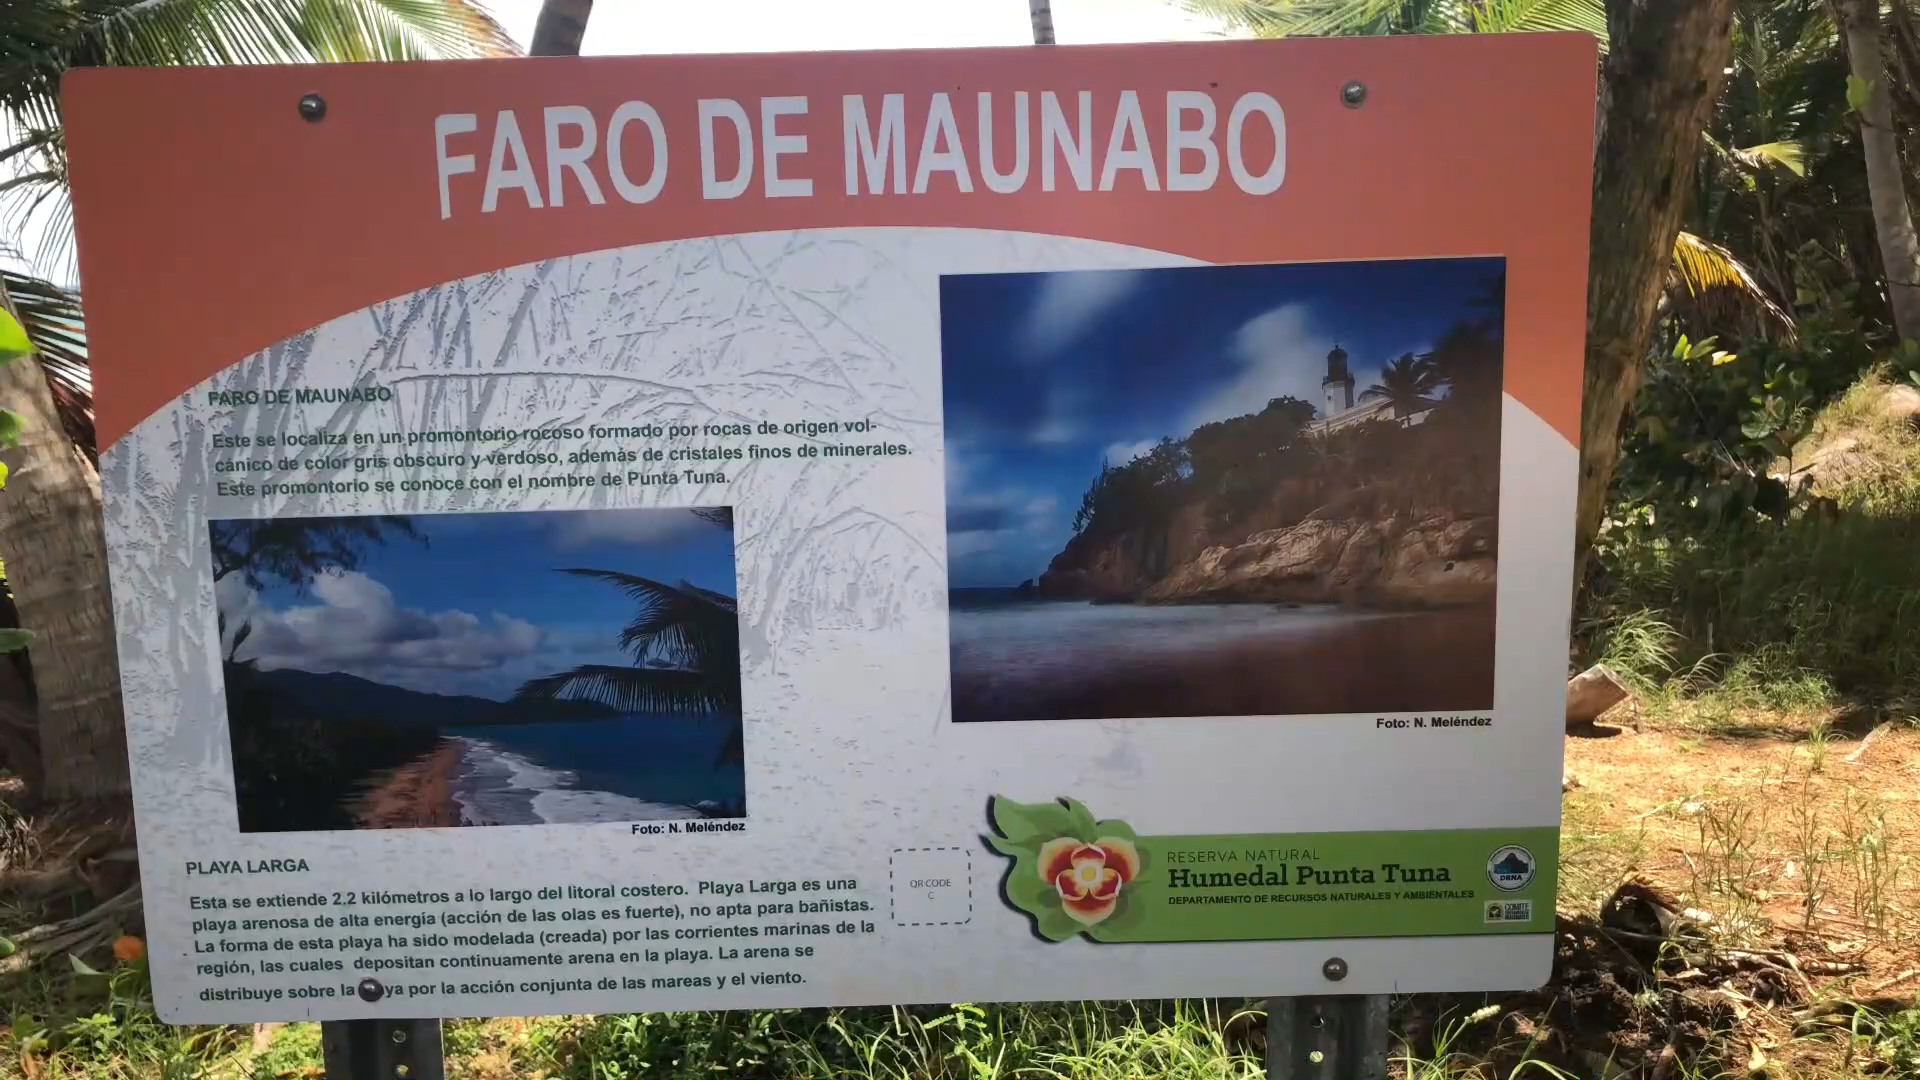 FARO DE MAUNABO
FARO DE MAUNABO
Este se localiza en un promontorio rocoso formado por rocas de origen vol-
cánico de color gris obscuro y verdoso, además de cristales finos de minerales.
Este promontorio se conoce con el nombre de Punta Tuna.
Foto: N. Meléndez
Foto: N. Meléndez
PLAYA LARGA
Esta se extiende 2.2 kilómetros a lo largo del litoral costero. Playa Larga es una
playa arenosa de alta energía (acción de las olas es fuerte), no apta para bañistas.
La forma de esta playa ha sido modelada (creada) por las corrientes marinas de la
región, las cuales depositan continuamente arena en la playa. La arena se
distribuye sobre la ya por la acción conjunta de las mareas y el viento.
QR CODE
C
RESERVA NATURAL
Humedal Punta Tuna
DEPARTAMENTO DE RECURSOS NATURALES Y AMBIENTALES
DRNA
COMITE